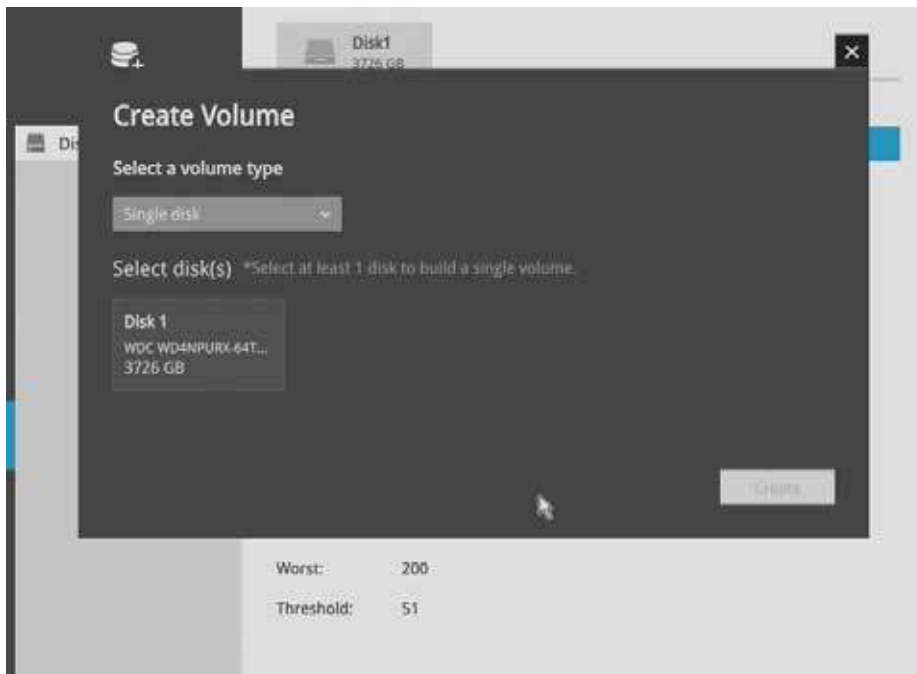 Disk1
3726 GB
Create Volume
Select a volume type
Single disk
Select disk(s) *Select at least 1 disk to build a single volume.
Disk 1
WDC WD4NPURX-64T...
3726 GB
Create
Worst: 200
Threshold: 51